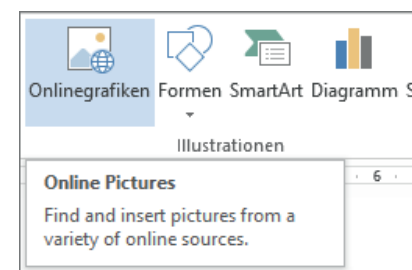 Onlinegrafiken Formen SmartArt Diagramm S
Illustrationen
6
Online Pictures
Find and insert pictures from a
variety of online sources.